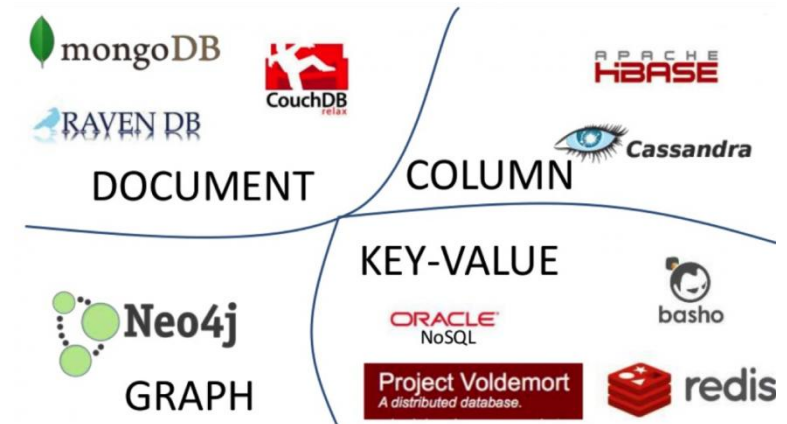 mongoDB
CouchDB
relax
RAVEN DB
DOCUMENT
APACHE
HBASE
Cassandra
COLUMN
Neo4j
GRAPH
KEY-VALUE
ORACLE
NoSQL
basho
Project Voldemort
A distributed database.
redis